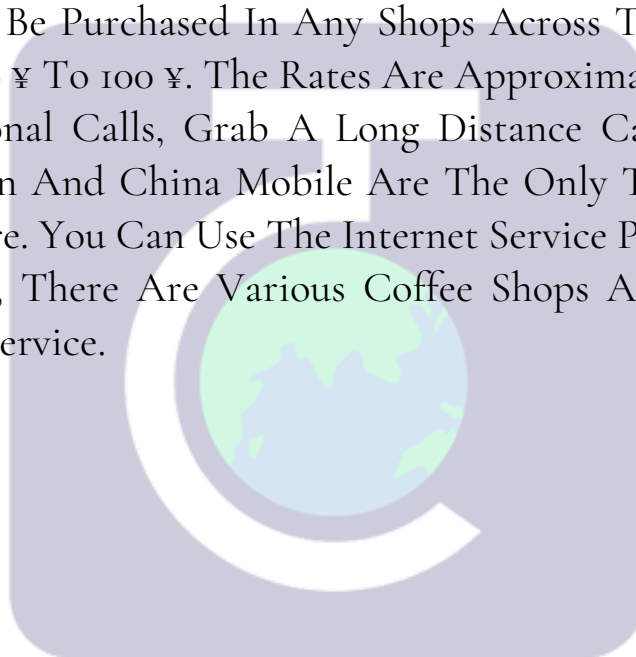 Be Purchased In Any Shops Across T
¥ To 100 ¥. The Rates Are Approxima
onal Calls, Grab A Long Distance Ca
n And China Mobile Are The Only T
re. You Can Use The Internet Service P
, There Are Various Coffee Shops A
ervice.